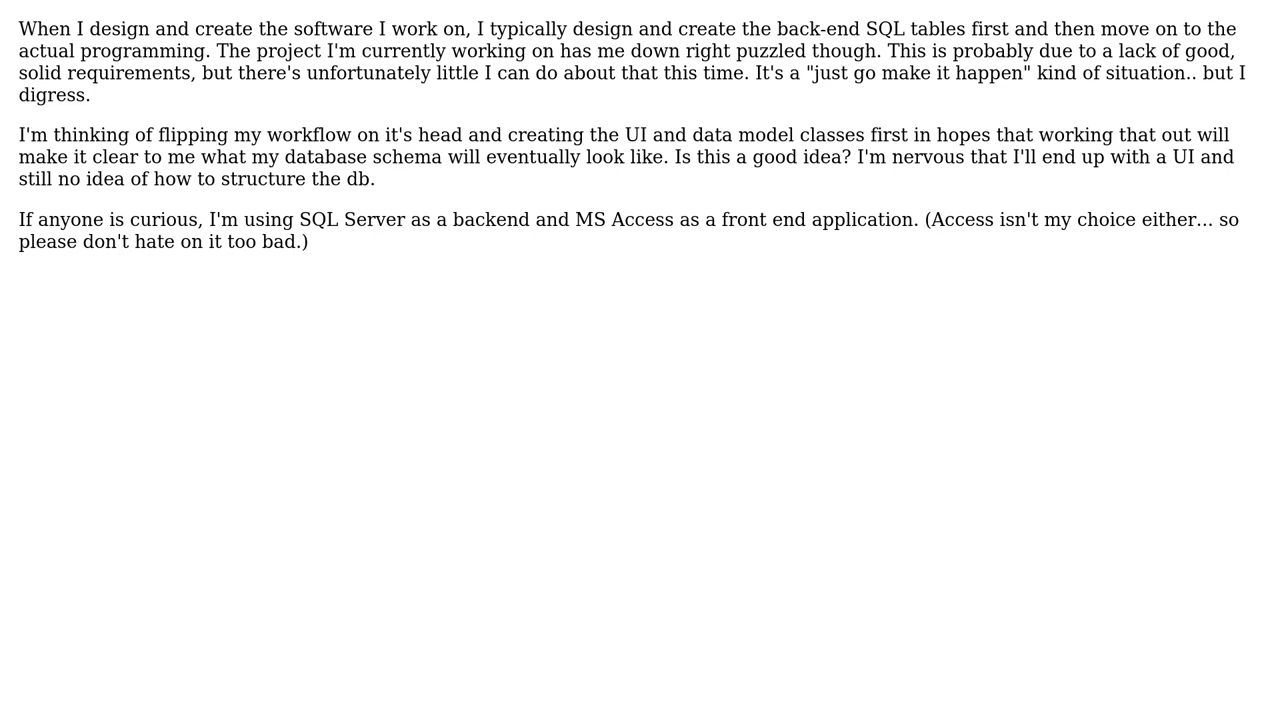 When I design and create the software I work on, I typically design and create the back-end SQL tables first and then move on to the
actual programming. The project I'm currently working on has me down right puzzled though. This is probably due to a lack of good,
solid requirements, but there's unfortunately little I can do about that this time. It's a "just go make it happen" kind of situation.. but I
digress.
I'm thinking of flipping my workflow on it's head and creating the UI and data model classes first in hopes that working that out will
make it clear to me what my database schema will eventually look like. Is this a good idea? I'm nervous that I'll end up with a UI and
still no idea of how to structure the db.
If anyone is curious, I'm using SQL Server as a backend and MS Access as a front end application. (Access isn't my choice either... so
please don't hate on it too bad.)